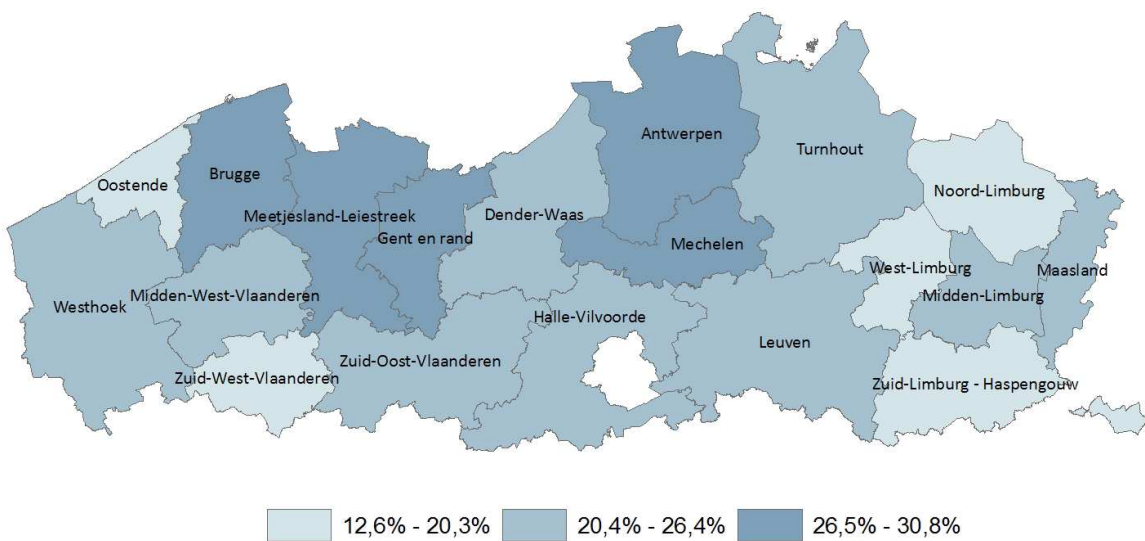 Antwerpen
Turnhout
Brugge
Oostende
Noord-Limburg
Meetjesland-Leiestreek
Dender-Waas
Gent en rand
Mechelen
West-Limburg
Maasland
Midden-West-Vlaanderen
Midden-Limburg
Westhoek
Halle-Vilvoorde
Leuven
Zuid-Oost-Vlaanderen
Zuid-West-Vlaanderen
Zuid-Limburg - Haspengouw
12,6% - 20,3% 20,4% - 26,4% 26,5% - 30,8%